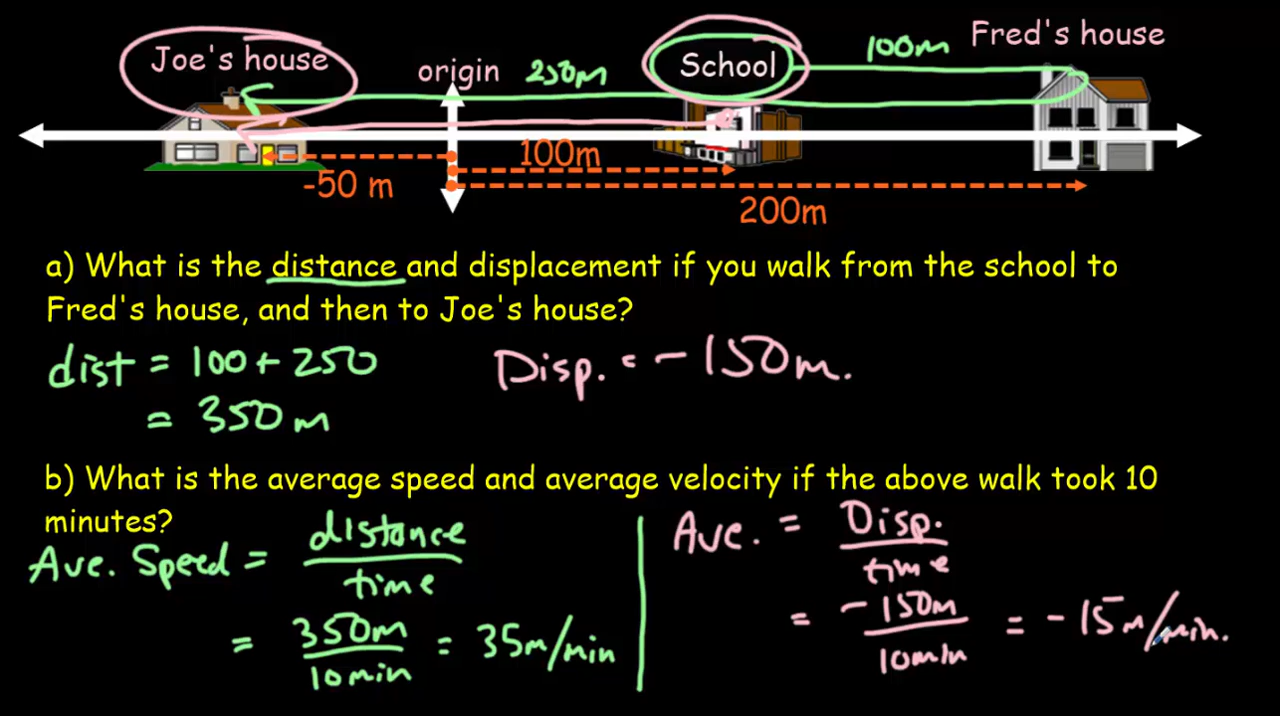 Joe's house
origin
250m
School
100m
Fred's house
-50 m
100m
200m
a) What is the distance and displacement if you walk from the school to
Fred's house, and then to Joe's house?
dist = 100 + 250
= 350 m
Disp. = - 150 m.
b) What is the average speed and average velocity if the above walk took 10
minutes?
Ave. Speed = distance
time
= 350m
10min
= 35m/min
Ave. = Disp.
time
= - 150m
10min
= - 15m/min.